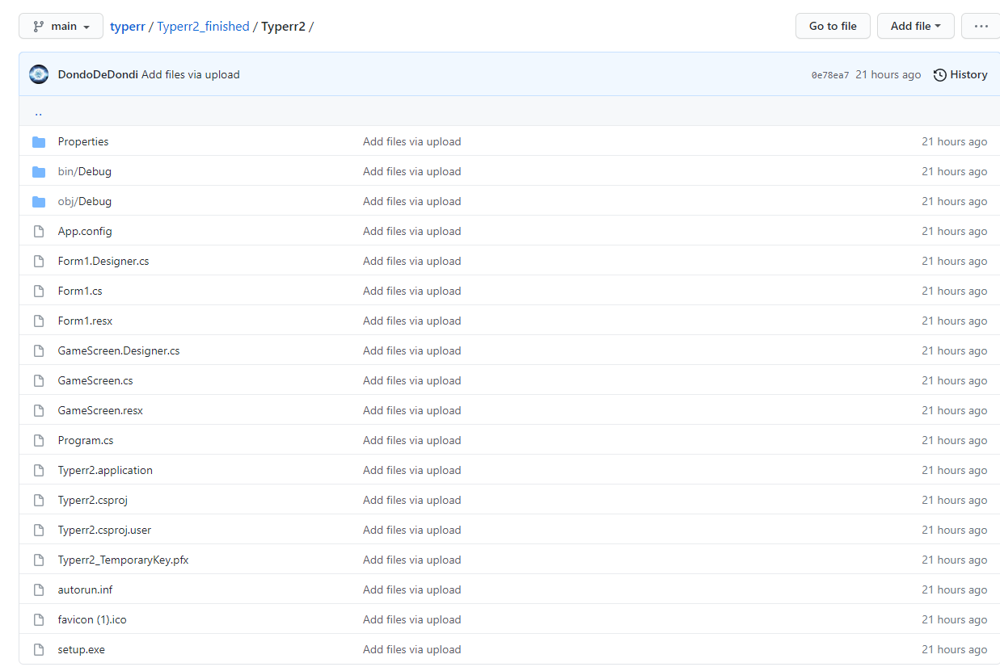 main typerr / Typerr2_finished / Typerr2 / Go to file Add file ...
DondoDeDondi Add files via upload 0e78ea7 21 hours ago History
..
Properties Add files via upload 21 hours ago
bin/Debug Add files via upload 21 hours ago
obj/Debug Add files via upload 21 hours ago
App.config Add files via upload 21 hours ago
Form1.Designer.cs Add files via upload 21 hours ago
Form1.cs Add files via upload 21 hours ago
Form1.resx Add files via upload 21 hours ago
GameScreen.Designer.cs Add files via upload 21 hours ago
GameScreen.cs Add files via upload 21 hours ago
GameScreen.resx Add files via upload 21 hours ago
Program.cs Add files via upload 21 hours ago
Typerr2.application Add files via upload 21 hours ago
Typerr2.csproj Add files via upload 21 hours ago
Typerr2.csproj.user Add files via upload 21 hours ago
Typerr2_TemporaryKey.pfx Add files via upload 21 hours ago
autorun.inf Add files via upload 21 hours ago
favicon (1).ico Add files via upload 21 hours ago
setup.exe Add files via upload 21 hours ago